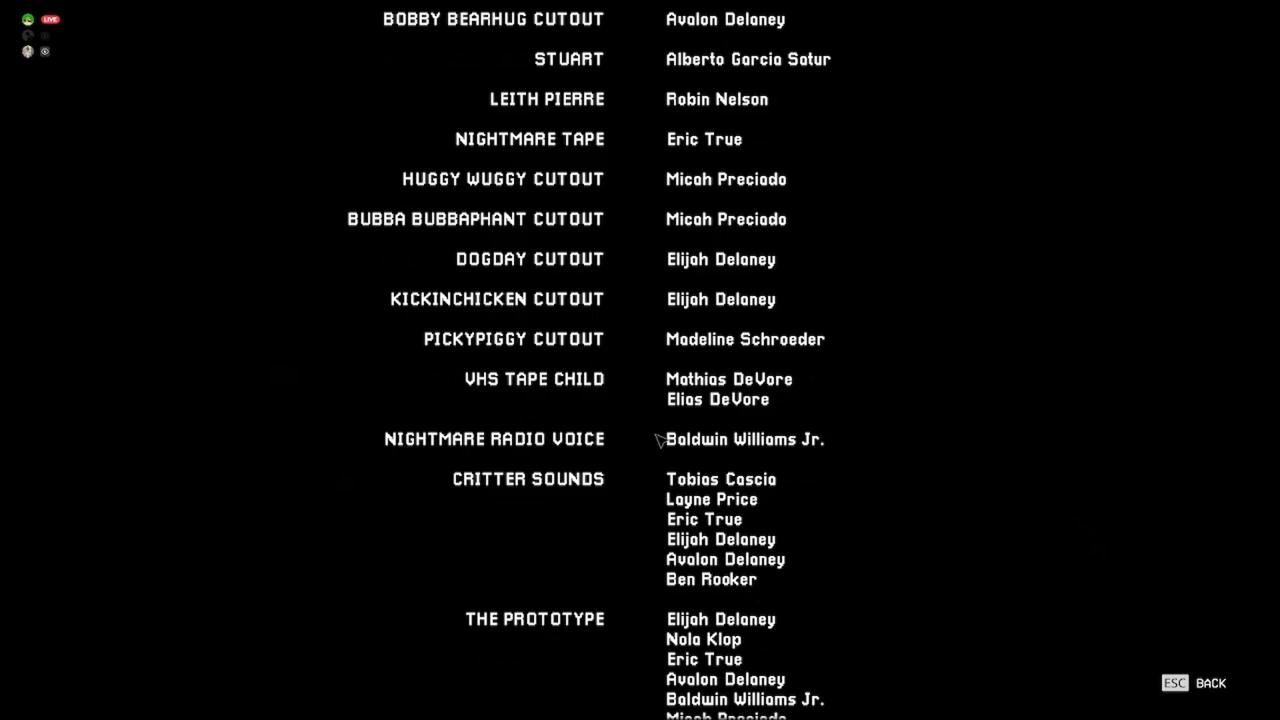 LIVE
BOBBY BEARHUG CUTOUT Avalon Delaney
STUART Alberto Garcia Satur
LEITH PIERRE Robin Nelson
NIGHTMARE TAPE Eric True
HUGGY WUGGY CUTOUT Micah Preciado
BUBBA BUBBAPHANT CUTOUT Micah Preciado
DOGDAY CUTOUT Elijah Delaney
KICKINCHICKEN CUTOUT Elijah Delaney
PICKYPIGGY CUTOUT Madeline Schroeder
VHS TAPE CHILD Mathias DeVore
Elias DeVore
NIGHTMARE RADIO VOICE Baldwin Williams Jr.
CRITTER SOUNDS Tobias Cascia
Layne Price
Eric True
Elijah Delaney
Avalon Delaney
Ben Rooker
THE PROTOTYPE Elijah Delaney
Nola Klop
Eric True
Avalon Delaney
Baldwin Williams Jr.
Micah Preciado
ESC BACK